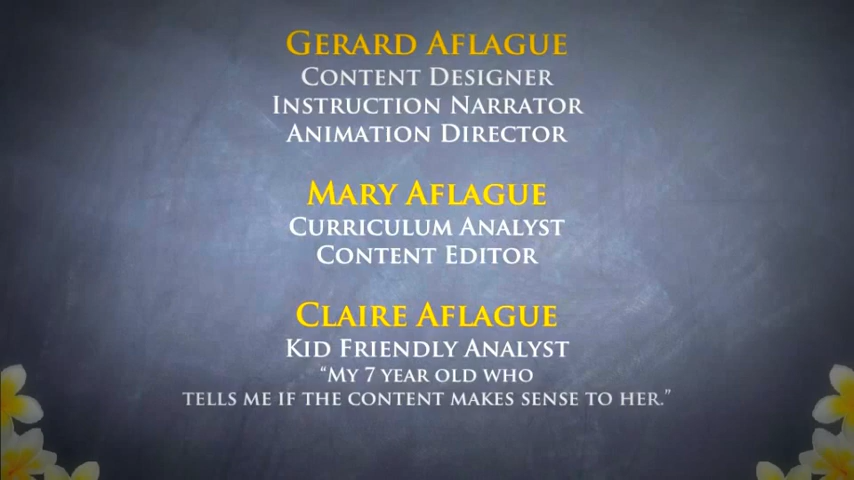 Gerard Aflague
Content Designer
Instruction Narrator
Animation Director
Mary Aflague
Curriculum Analyst
Content Editor
Claire Aflague
Kid Friendly Analyst
“My 7 year old who
tells me if the content makes sense to her.”